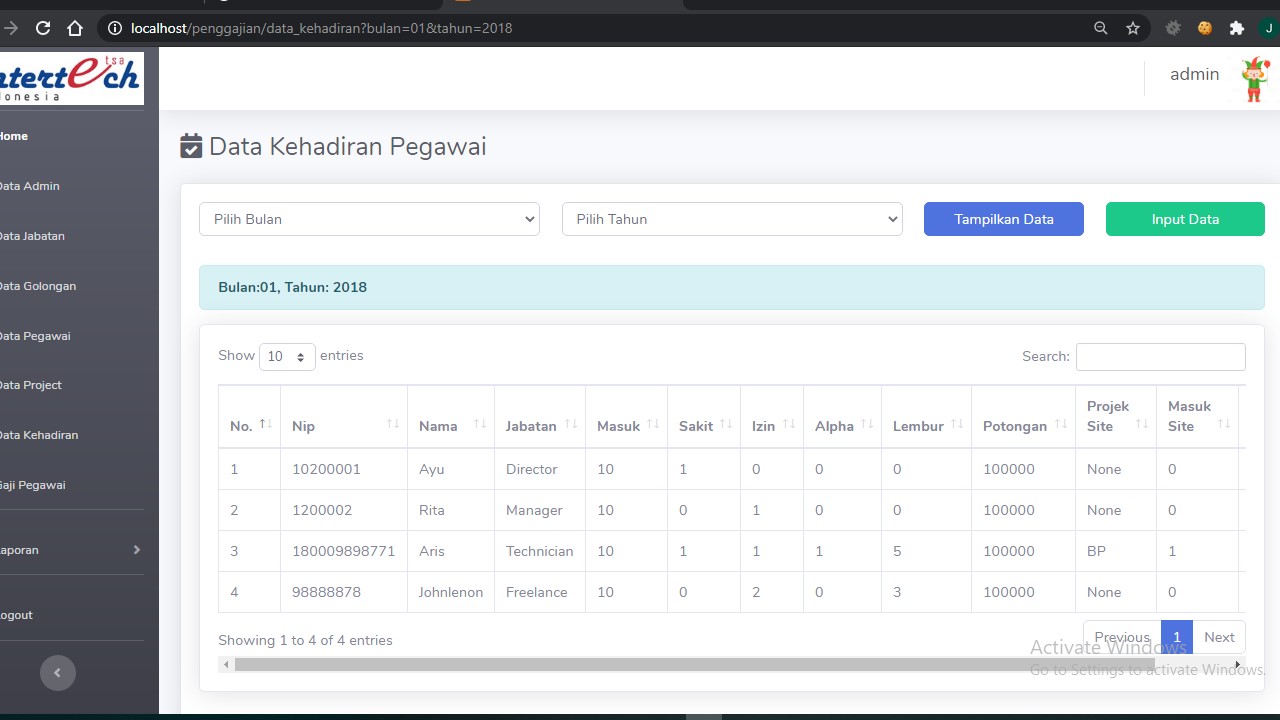 localhost/penggajian/data_kehadiran?bulan=01&tahun=2018
J
tsa
ntertech
donesia
admin
Home
Data Admin
Data Jabatan
Data Golongan
Data Pegawai
Data Project
Data Kehadiran
Gaji Pegawai
Laporan
Logout
Data Kehadiran Pegawai
Pilih Bulan Pilih Tahun Tampilkan Data Input Data
Bulan:01, Tahun: 2018
Show 10 entries Search:
No. Nip Nama Jabatan Masuk Sakit Izin Alpha Lembur Potongan Projek Site Masuk Site
1 10200001 Ayu Director 10 1 0 0 0 100000 None 0
2 1200002 Rita Manager 10 0 1 0 0 100000 None 0
3 180009898771 Aris Technician 10 1 1 1 5 100000 BP 1
4 98888878 Johnlenon Freelance 10 0 2 0 3 100000 None 0
Showing 1 to 4 of 4 entries Previous 1 Next
Activate Windows
Go to Settings to activate Windows.